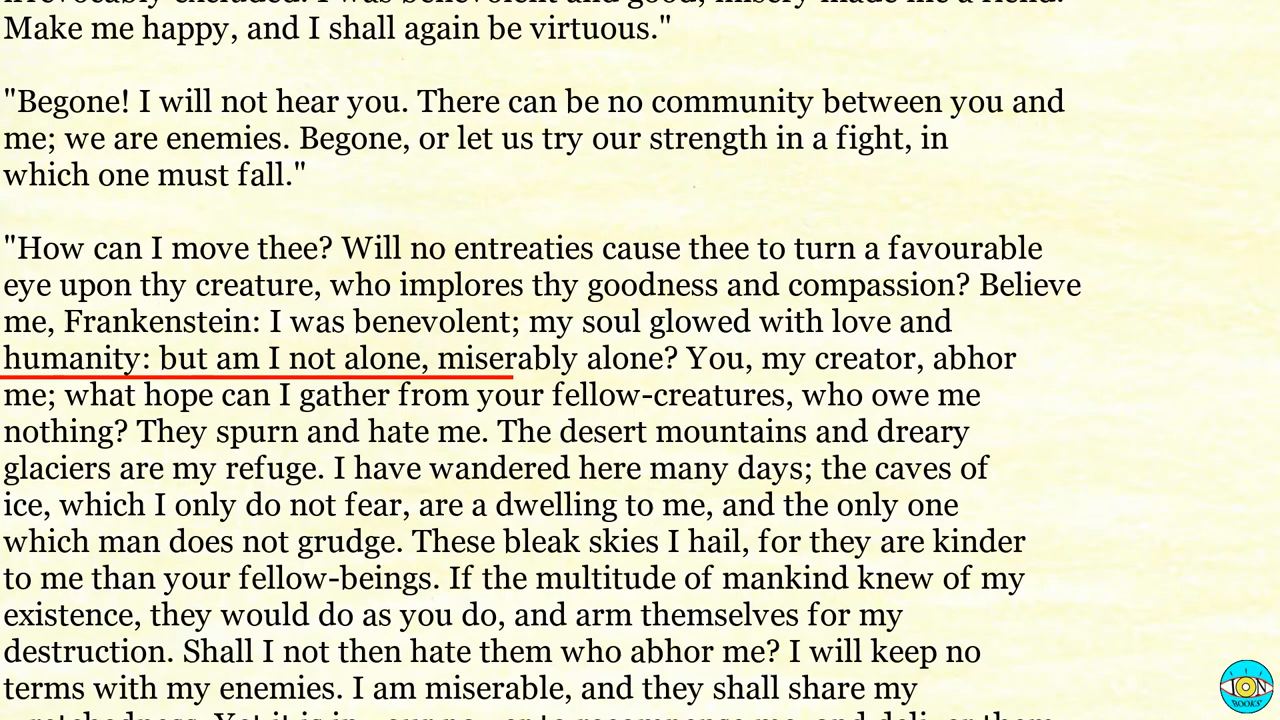 Make me happy, and I shall again be virtuous."
"Begone! I will not hear you. There can be no community between you and
me; we are enemies. Begone, or let us try our strength in a fight, in
which one must fall."
"How can I move thee? Will no entreaties cause thee to turn a favourable
eye upon thy creature, who implores thy goodness and compassion? Believe
me, Frankenstein: I was benevolent; my soul glowed with love and
humanity: but am I not alone, miserably alone? You, my creator, abhor
me; what hope can I gather from your fellow-creatures, who owe me
nothing? They spurn and hate me. The desert mountains and dreary
glaciers are my refuge. I have wandered here many days; the caves of
ice, which I only do not fear, are a dwelling to me, and the only one
which man does not grudge. These bleak skies I hail, for they are kinder
to me than your fellow-beings. If the multitude of mankind knew of my
existence, they would do as you do, and arm themselves for my
destruction. Shall I not then hate them who abhor me? I will keep no
terms with my enemies. I am miserable, and they shall share my
ION
BOOKS